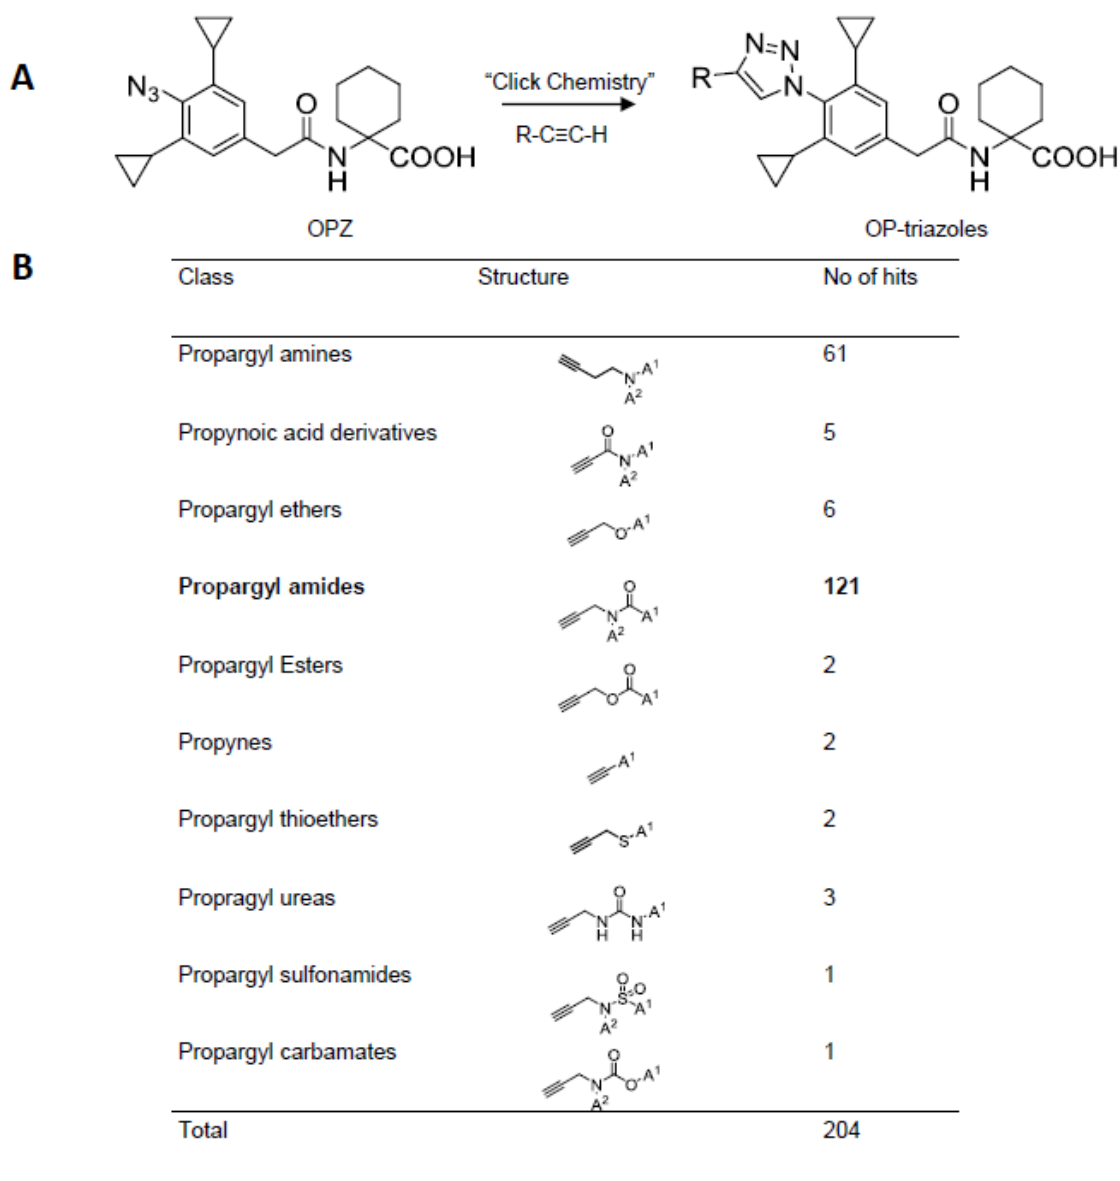 A
N₃
O
N
H
COOH
OPZ
"Click Chemistry"
R-C≡C-H
N=N
R
N
O
N
H
COOH
OP-triazoles
B
Class Structure No of hits
Propargyl amines 61
N A¹
A²
Propynoic acid derivatives 5
O
N A¹
A²
Propargyl ethers 6
O A¹
Propargyl amides 121
O
N A¹
A²
Propargyl Esters 2
O
O A¹
Propynes 2
A¹
Propargyl thioethers 2
S A¹
Propragyl ureas 3
O
N N A¹
H H
Propargyl sulfonamides 1
O O
N S A¹
A²
Propargyl carbamates 1
O
N O A¹
A²
Total 204